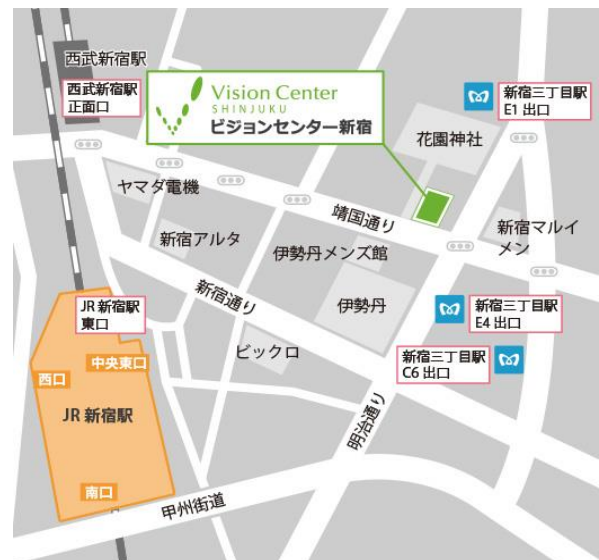 西武新宿駅
西武新宿駅
正面口
Vision Center
SHINJUKU
ビジョンセンター新宿
新宿三丁目駅
E1 出口
花園神社
ヤマダ電機
靖国通り
新宿マルイ
メン
新宿アルタ
伊勢丹メンズ館
新宿通り
伊勢丹
JR 新宿駅
東口
新宿三丁目駅
E4 出口
ビックロ
新宿三丁目駅
C6 出口
中央東口
西口
JR 新宿駅
明治通り
南口
甲州街道